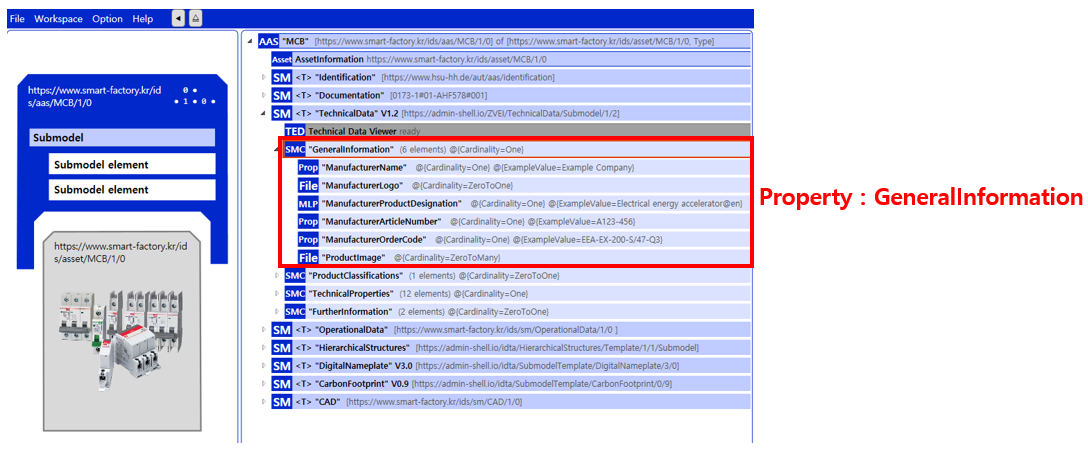 File Workspace Option Help
https://www.smart-factory.kr/id
s/aas/MCB/1/0
0
1 0
Submodel
Submodel element
Submodel element
https://www.smart-factory.kr/id
s/asset/MCB/1/0
AAS "MCB" [https://www.smart-factory.kr/ids/aas/MCB/1/0] of [https://www.smart-factory.kr/ids/asset/MCB/1/0, Type]
Asset AssetInformation https://www.smart-factory.kr/ids/asset/MCB/1/0
SM <T> "Identification" [https://www.hsu-hh.de/aut/aas/identification]
SM <T> "Documentation" [0173-1#01-AHF578#001]
SM <T> "TechnicalData" V1.2 [https://admin-shell.io/ZVEI/TechnicalData/Submodel/1/2]
TED Technical Data Viewer ready
SMC "GeneralInformation" (6 elements) @{Cardinality=One}
Prop "ManufacturerName" @{Cardinality=One} @{ExampleValue=Example Company}
File "ManufacturerLogo" @{Cardinality=ZeroToOne}
MLP "ManufacturerProductDesignation" @{Cardinality=One} @{ExampleValue=Electrical energy accelerator@en}
Prop "ManufacturerArticleNumber" @{Cardinality=One} @{ExampleValue=A123-456}
Prop "ManufacturerOrderCode" @{Cardinality=One} @{ExampleValue=EEA-EX-200-S/47-Q3}
File "ProductImage" @{Cardinality=ZeroToMany}
SMC "ProductClassifications" (1 elements) @{Cardinality=ZeroToOne}
SMC "TechnicalProperties" (12 elements) @{Cardinality=One}
SMC "FurtherInformation" (2 elements) @{Cardinality=ZeroToOne}
SM <T> "OperationalData" [https://www.smart-factory.kr/ids/sm/OperationalData/1/0 ]
SM <T> "HierarchicalStructures" [https://admin-shell.io/idta/HierarchicalStructures/Template/1/1/Submodel]
SM <T> "DigitalNameplate" V3.0 [https://admin-shell.io/idta/SubmodelTemplate/DigitalNameplate/3/0]
SM <T> "CarbonFootprint" V0.9 [https://admin-shell.io/idta/SubmodelTemplate/CarbonFootprint/0/9]
SM <T> "CAD" [https://www.smart-factory.kr/ids/sm/CAD/1/0]
Property : GeneralInformation